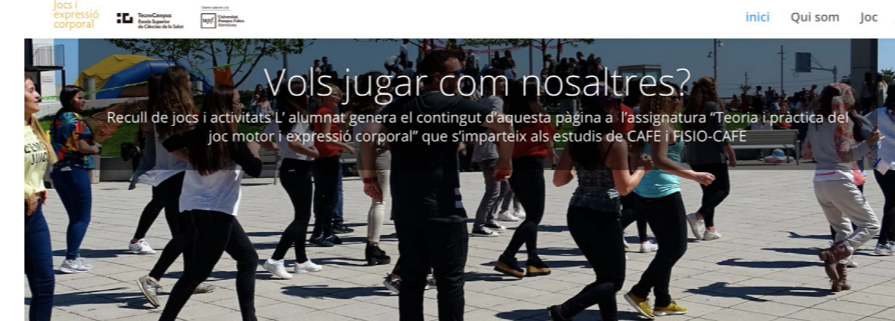 Jocs i
expressió
corporal
TecnoCampus
Escola Superior
de Ciències de la Salut
upf.
Universitat
Pompeu Fabra
Barcelona
inici Qui som Joc
Vols jugar com nosaltres?
Recull de jocs i activitats L’ alumnat genera el contingut d’aquesta pàgina a l’assignatura “Teoria i pràctica del
joc motor i expressió corporal” que s’imparteix als estudis de CAFE i FISIO-CAFE